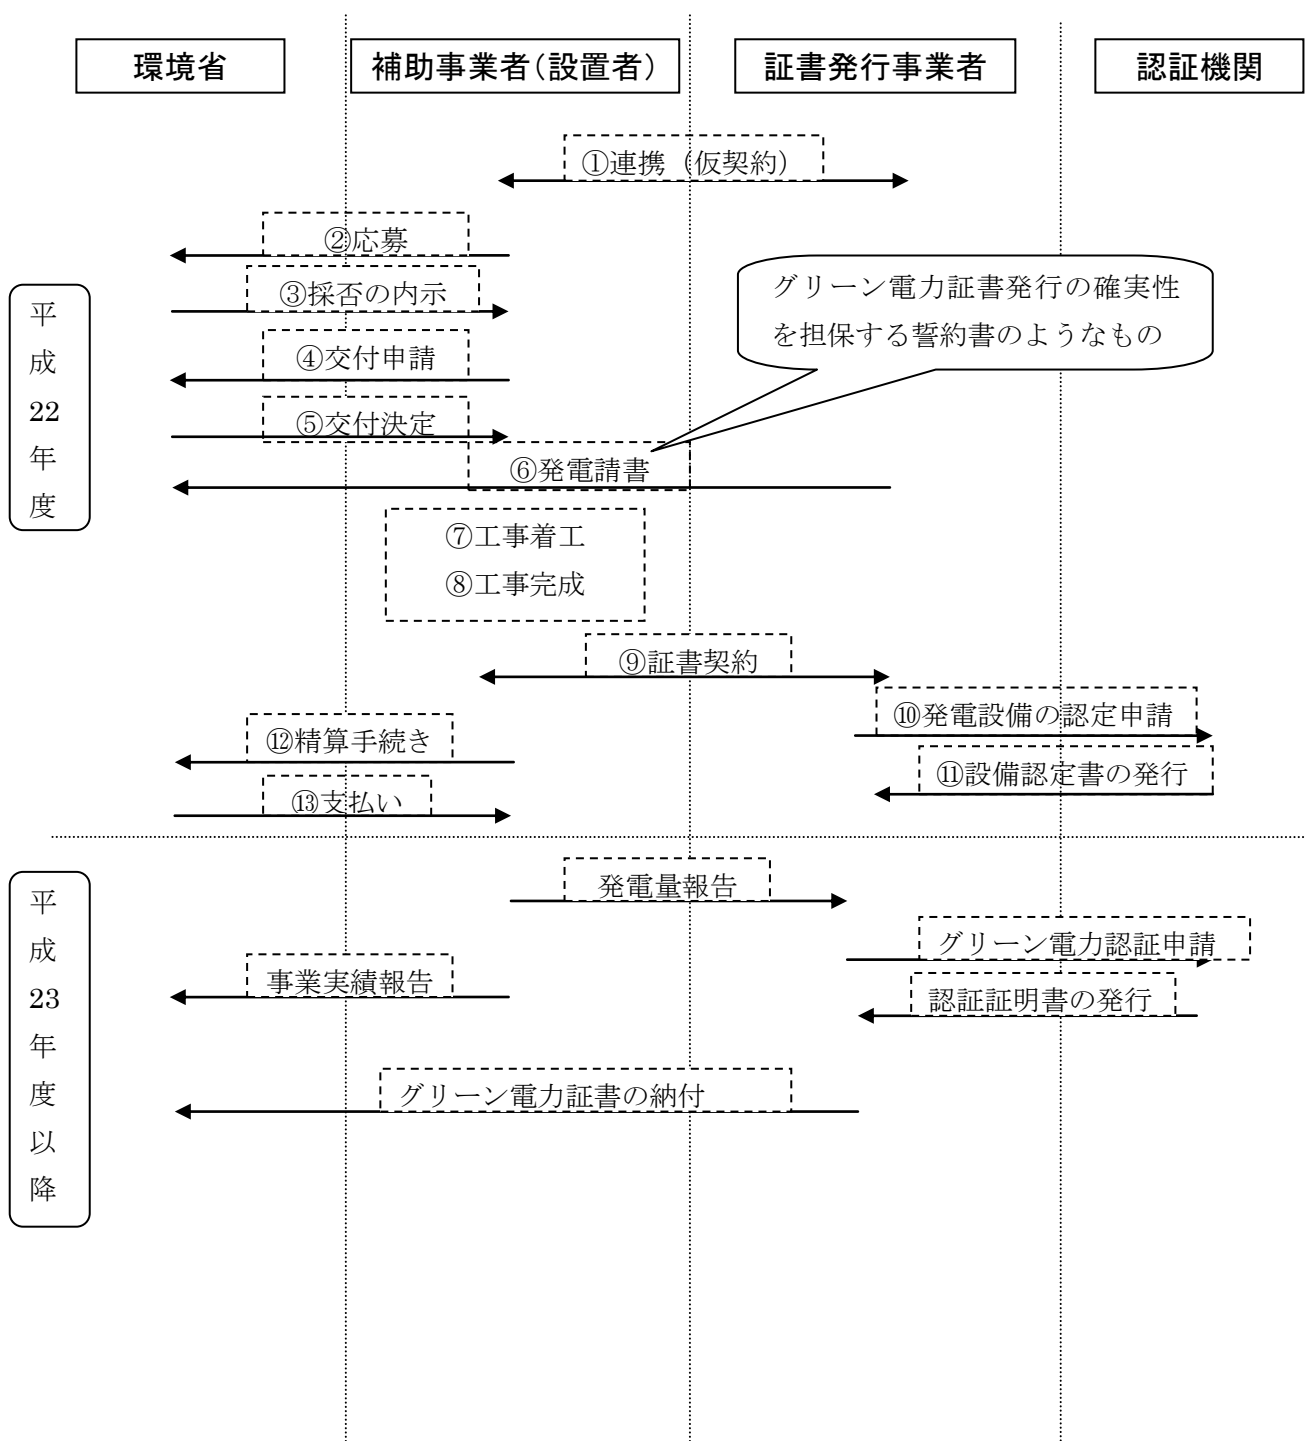 環境省
補助事業者(設置者)
証書発行事業者
認証機関
①連携（仮契約）
②応募
③採否の内示
グリーン電力証書発行の確実性
を担保する誓約書のようなもの
平
成
22
年
度
④交付申請
⑤交付決定
⑥発電請書
⑦工事着工
⑧工事完成
⑨証書契約
⑩発電設備の認定申請
⑪設備認定書の発行
⑫精算手続き
⑬支払い
平
成
23
年
度
以
降
発電量報告
グリーン電力認証申請
事業実績報告
認証証明書の発行
グリーン電力証書の納付